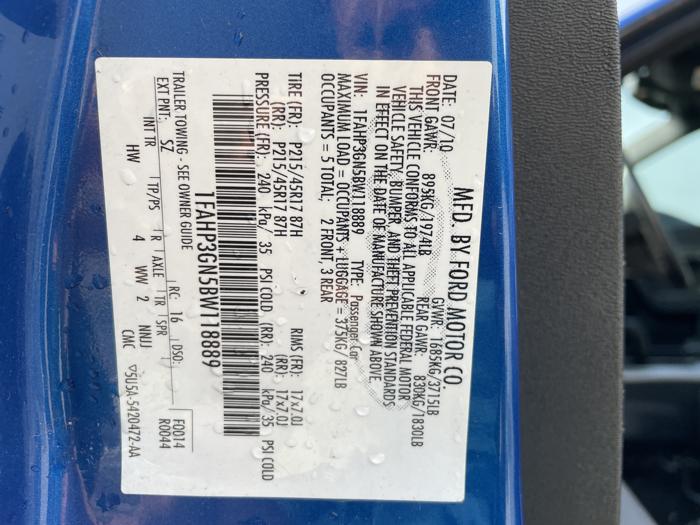 MFD. BY FORD MOTOR CO
DATE: 07/10 GVWR: 1685KG/3715LB
FRONT GAWR: 895KG/1974LB REAR GAWR: 830KG/1830LB
THIS VEHICLE CONFORMS TO ALL APPLICABLE FEDERAL MOTOR
VEHICLE SAFETY, BUMPER, AND THEFT PREVENTION STANDARDS
IN EFFECT ON THE DATE OF MANUFACTURE SHOWN ABOVE.
VIN: 1FAHP3GN5BW118889 TYPE: Passenger Car
MAXIMUM LOAD = OCCUPANTS + LUGGAGE = 375KG/ 827LB
OCCUPANTS = 5 TOTAL; 2 FRONT, 3 REAR
TIRE (FR): P215/45R17 87H RIMS (FR): 17x7.0J
(RR): P215/45R17 87H (RR): 17x7.0J
PRESSURE (FR): 240 kPa/ 35 PSI COLD (RR): 240 kPa/35 PSI COLD
1FAHP3GN5BW118889
TRAILER TOWING - SEE OWNER GUIDE
EXT PNT: SZ RC: 16 DSO: F0014
R0044
INT TR TP/PS R AXLE TR SPR
HW 4 WW 2 NNJJ
CMC 5U5A-5420472-AA